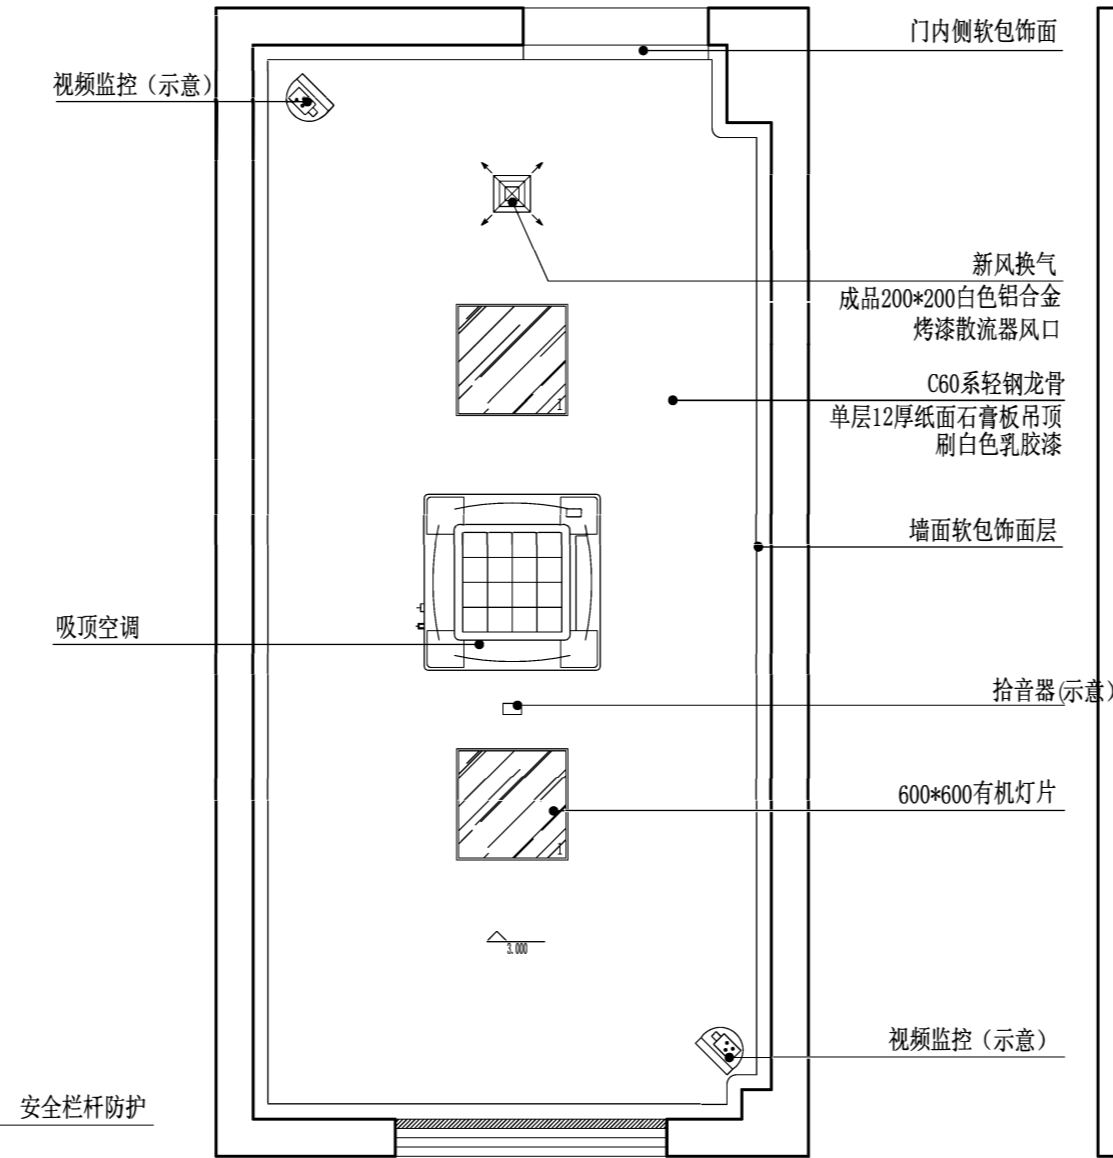 门内侧软包饰面
视频监控（示意）
新风换气
成品200*200白色铝合金
烤漆散流器风口
C60系轻钢龙骨
单层12厚纸面石膏板吊顶
刷白色乳胶漆
I
墙面软包饰面层
吸顶空调
拾音器(示意)
600*600有机灯片
I
3.000
视频监控（示意）
安全栏杆防护